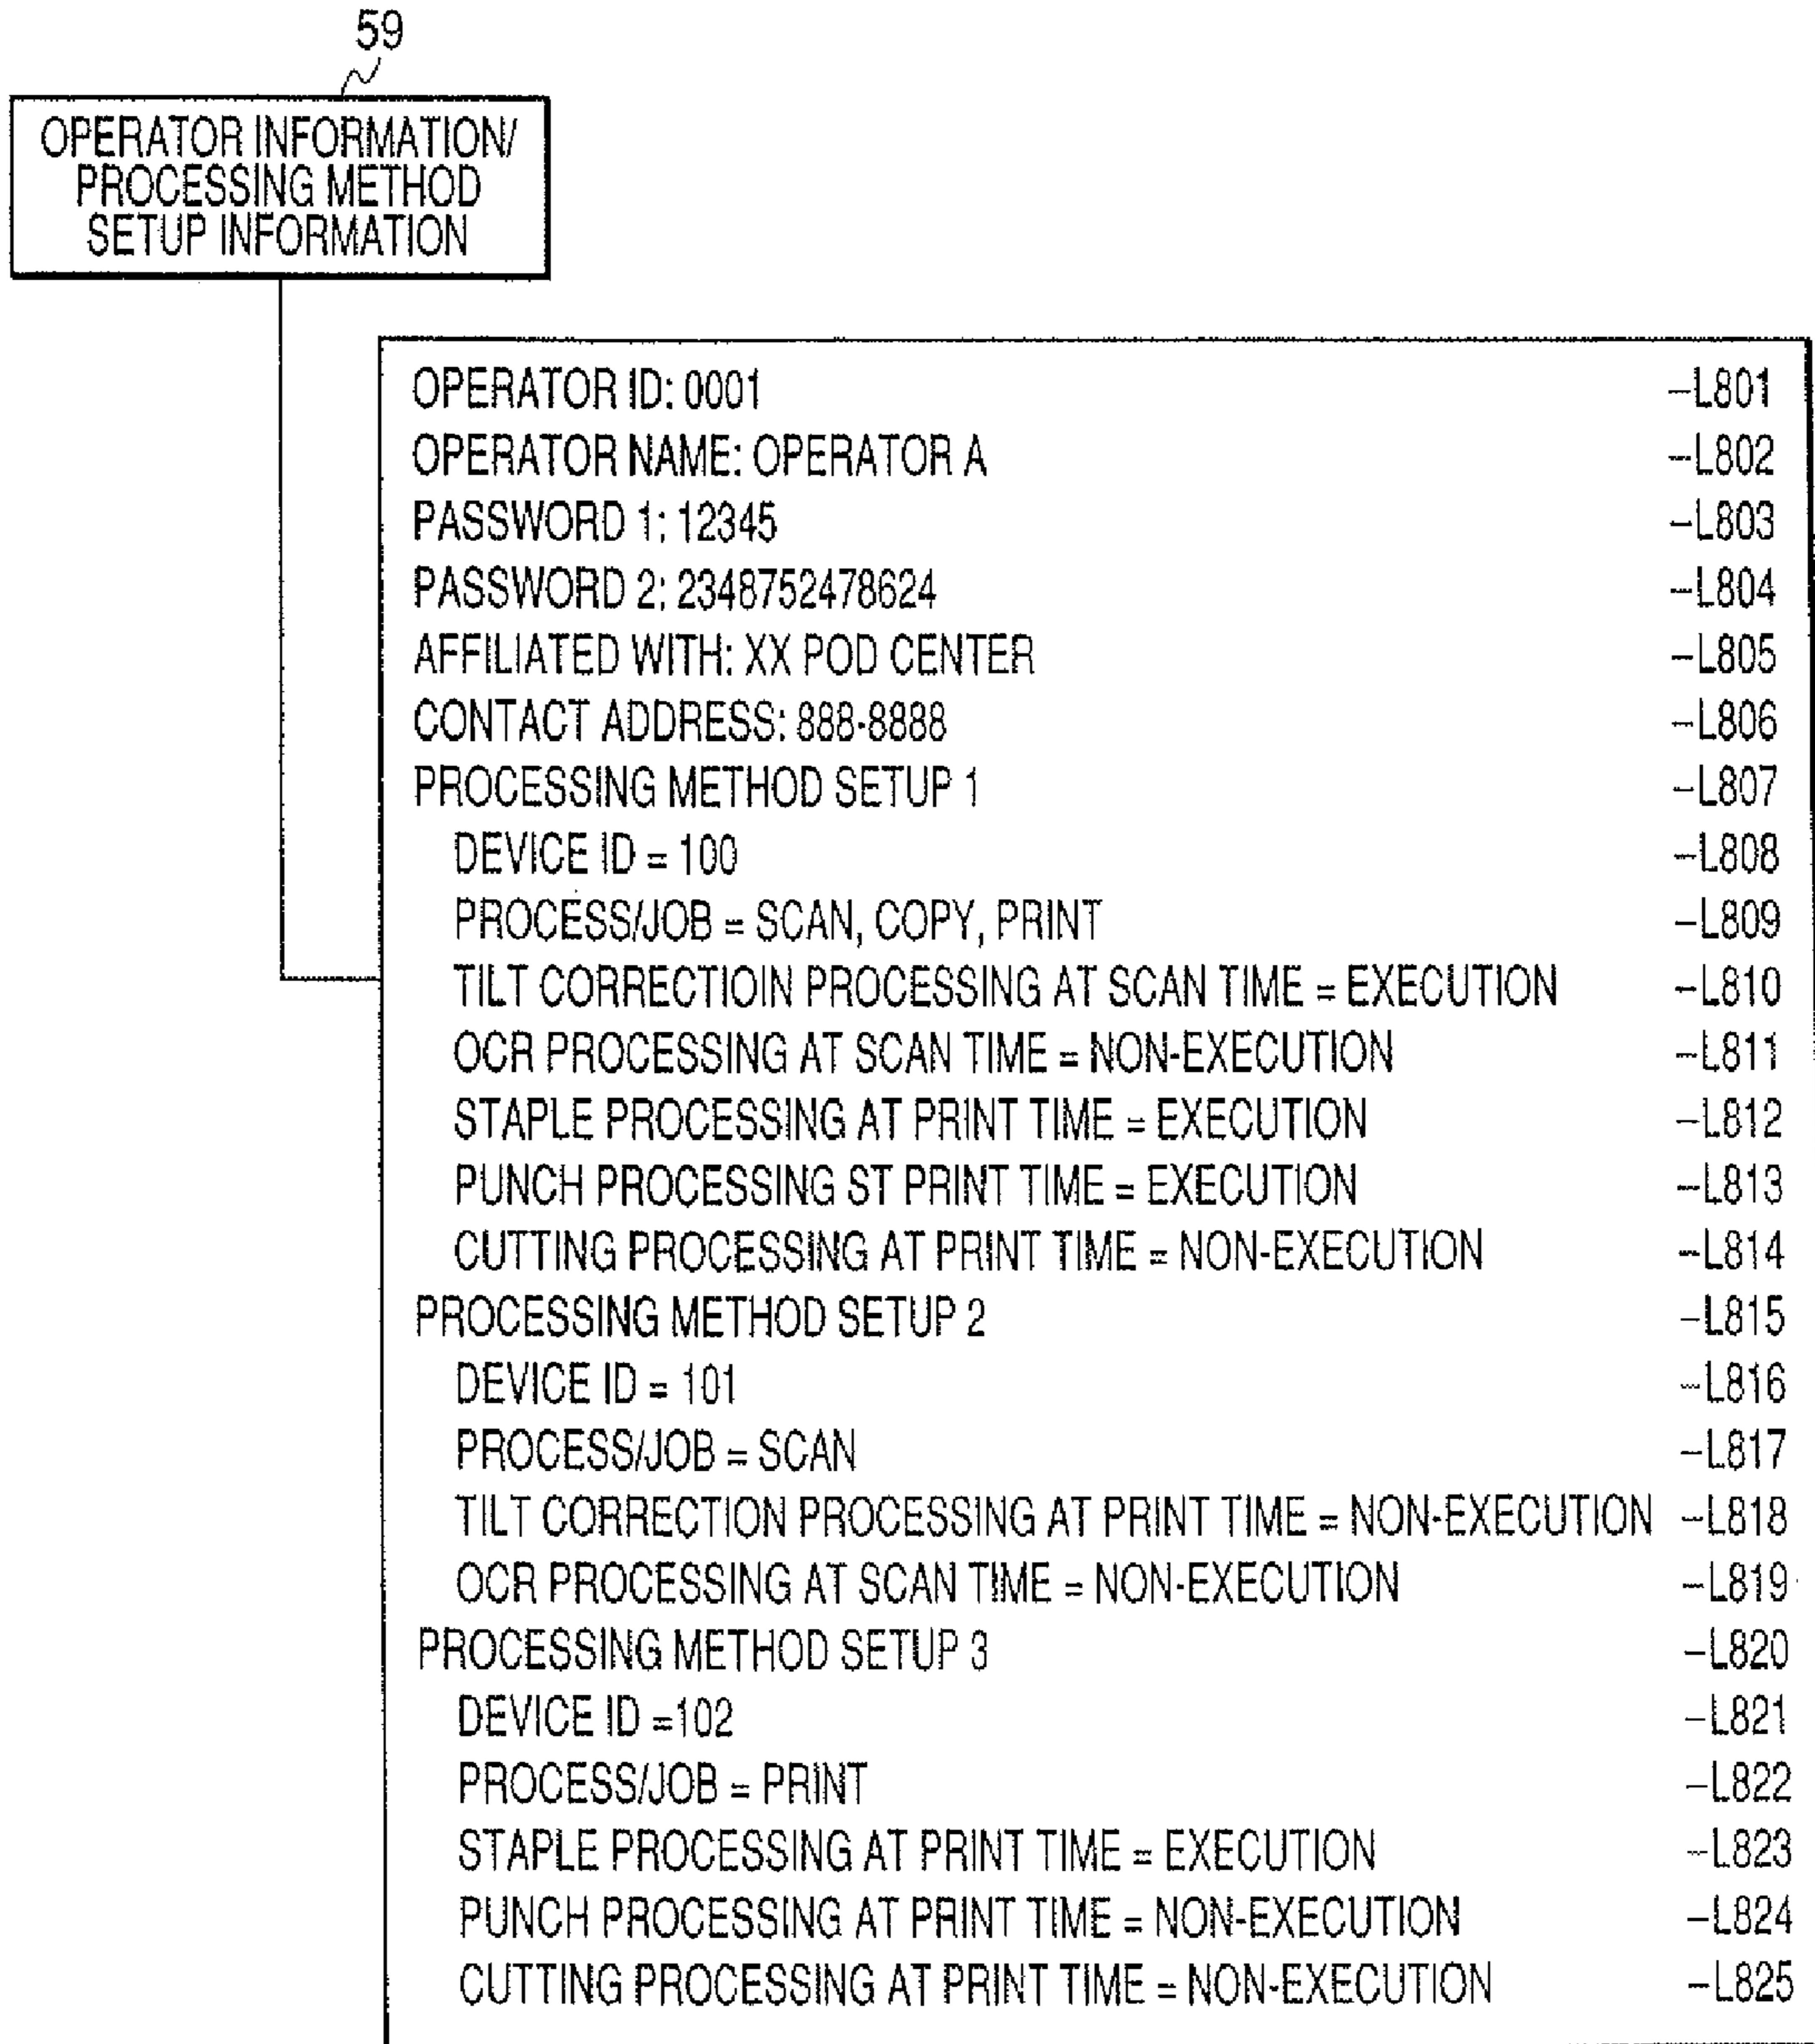 59
OPERATOR INFORMATION/
PROCESSING METHOD
SETUP INFORMATION
OPERATOR ID: 0001 –L801
OPERATOR NAME: OPERATOR A –L802
PASSWORD 1: 12345 –L803
PASSWORD 2: 2348752478624 –L804
AFFILIATED WITH: XX POD CENTER –L805
CONTACT ADDRESS: 888-8888 –L806
PROCESSING METHOD SETUP 1 –L807
DEVICE ID = 100 –L808
PROCESS/JOB = SCAN, COPY, PRINT –L809
TILT CORRECTIOIN PROCESSING AT SCAN TIME = EXECUTION –L810
OCR PROCESSING AT SCAN TIME = NON-EXECUTION –L811
STAPLE PROCESSING AT PRINT TIME = EXECUTION –L812
PUNCH PROCESSING ST PRINT TIME = EXECUTION –L813
CUTTING PROCESSING AT PRINT TIME = NON-EXECUTION –L814
PROCESSING METHOD SETUP 2 –L815
DEVICE ID = 101 –L816
PROCESS/JOB = SCAN –L817
TILT CORRECTION PROCESSING AT PRINT TIME = NON-EXECUTION –L818
OCR PROCESSING AT SCAN TIME = NON-EXECUTION –L819
PROCESSING METHOD SETUP 3 –L820
DEVICE ID =102 –L821
PROCESS/JOB = PRINT –L822
STAPLE PROCESSING AT PRINT TIME = EXECUTION –L823
PUNCH PROCESSING AT PRINT TIME = NON-EXECUTION –L824
CUTTING PROCESSING AT PRINT TIME = NON-EXECUTION –L825